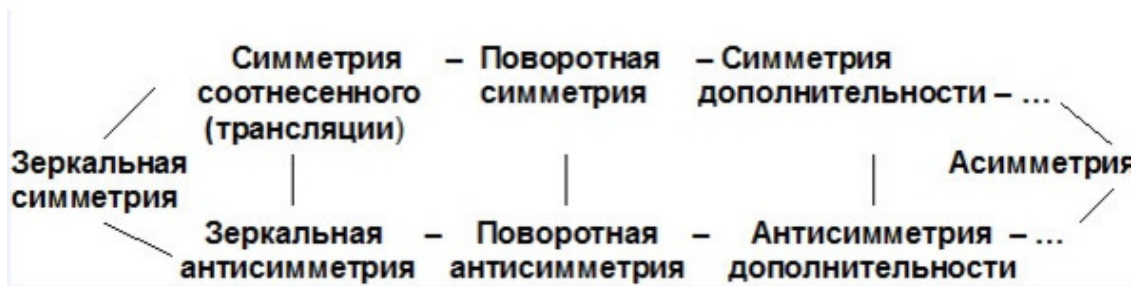 Симметрия – Поворотная – Симметрия
соотнесенного симметрия дополнительности – ...
(трансляции)
Зеркальная Асимметрия
симметрия
Зеркальная – Поворотная – Антисимметрия – ...
антисимметрия антисимметрия дополнительности